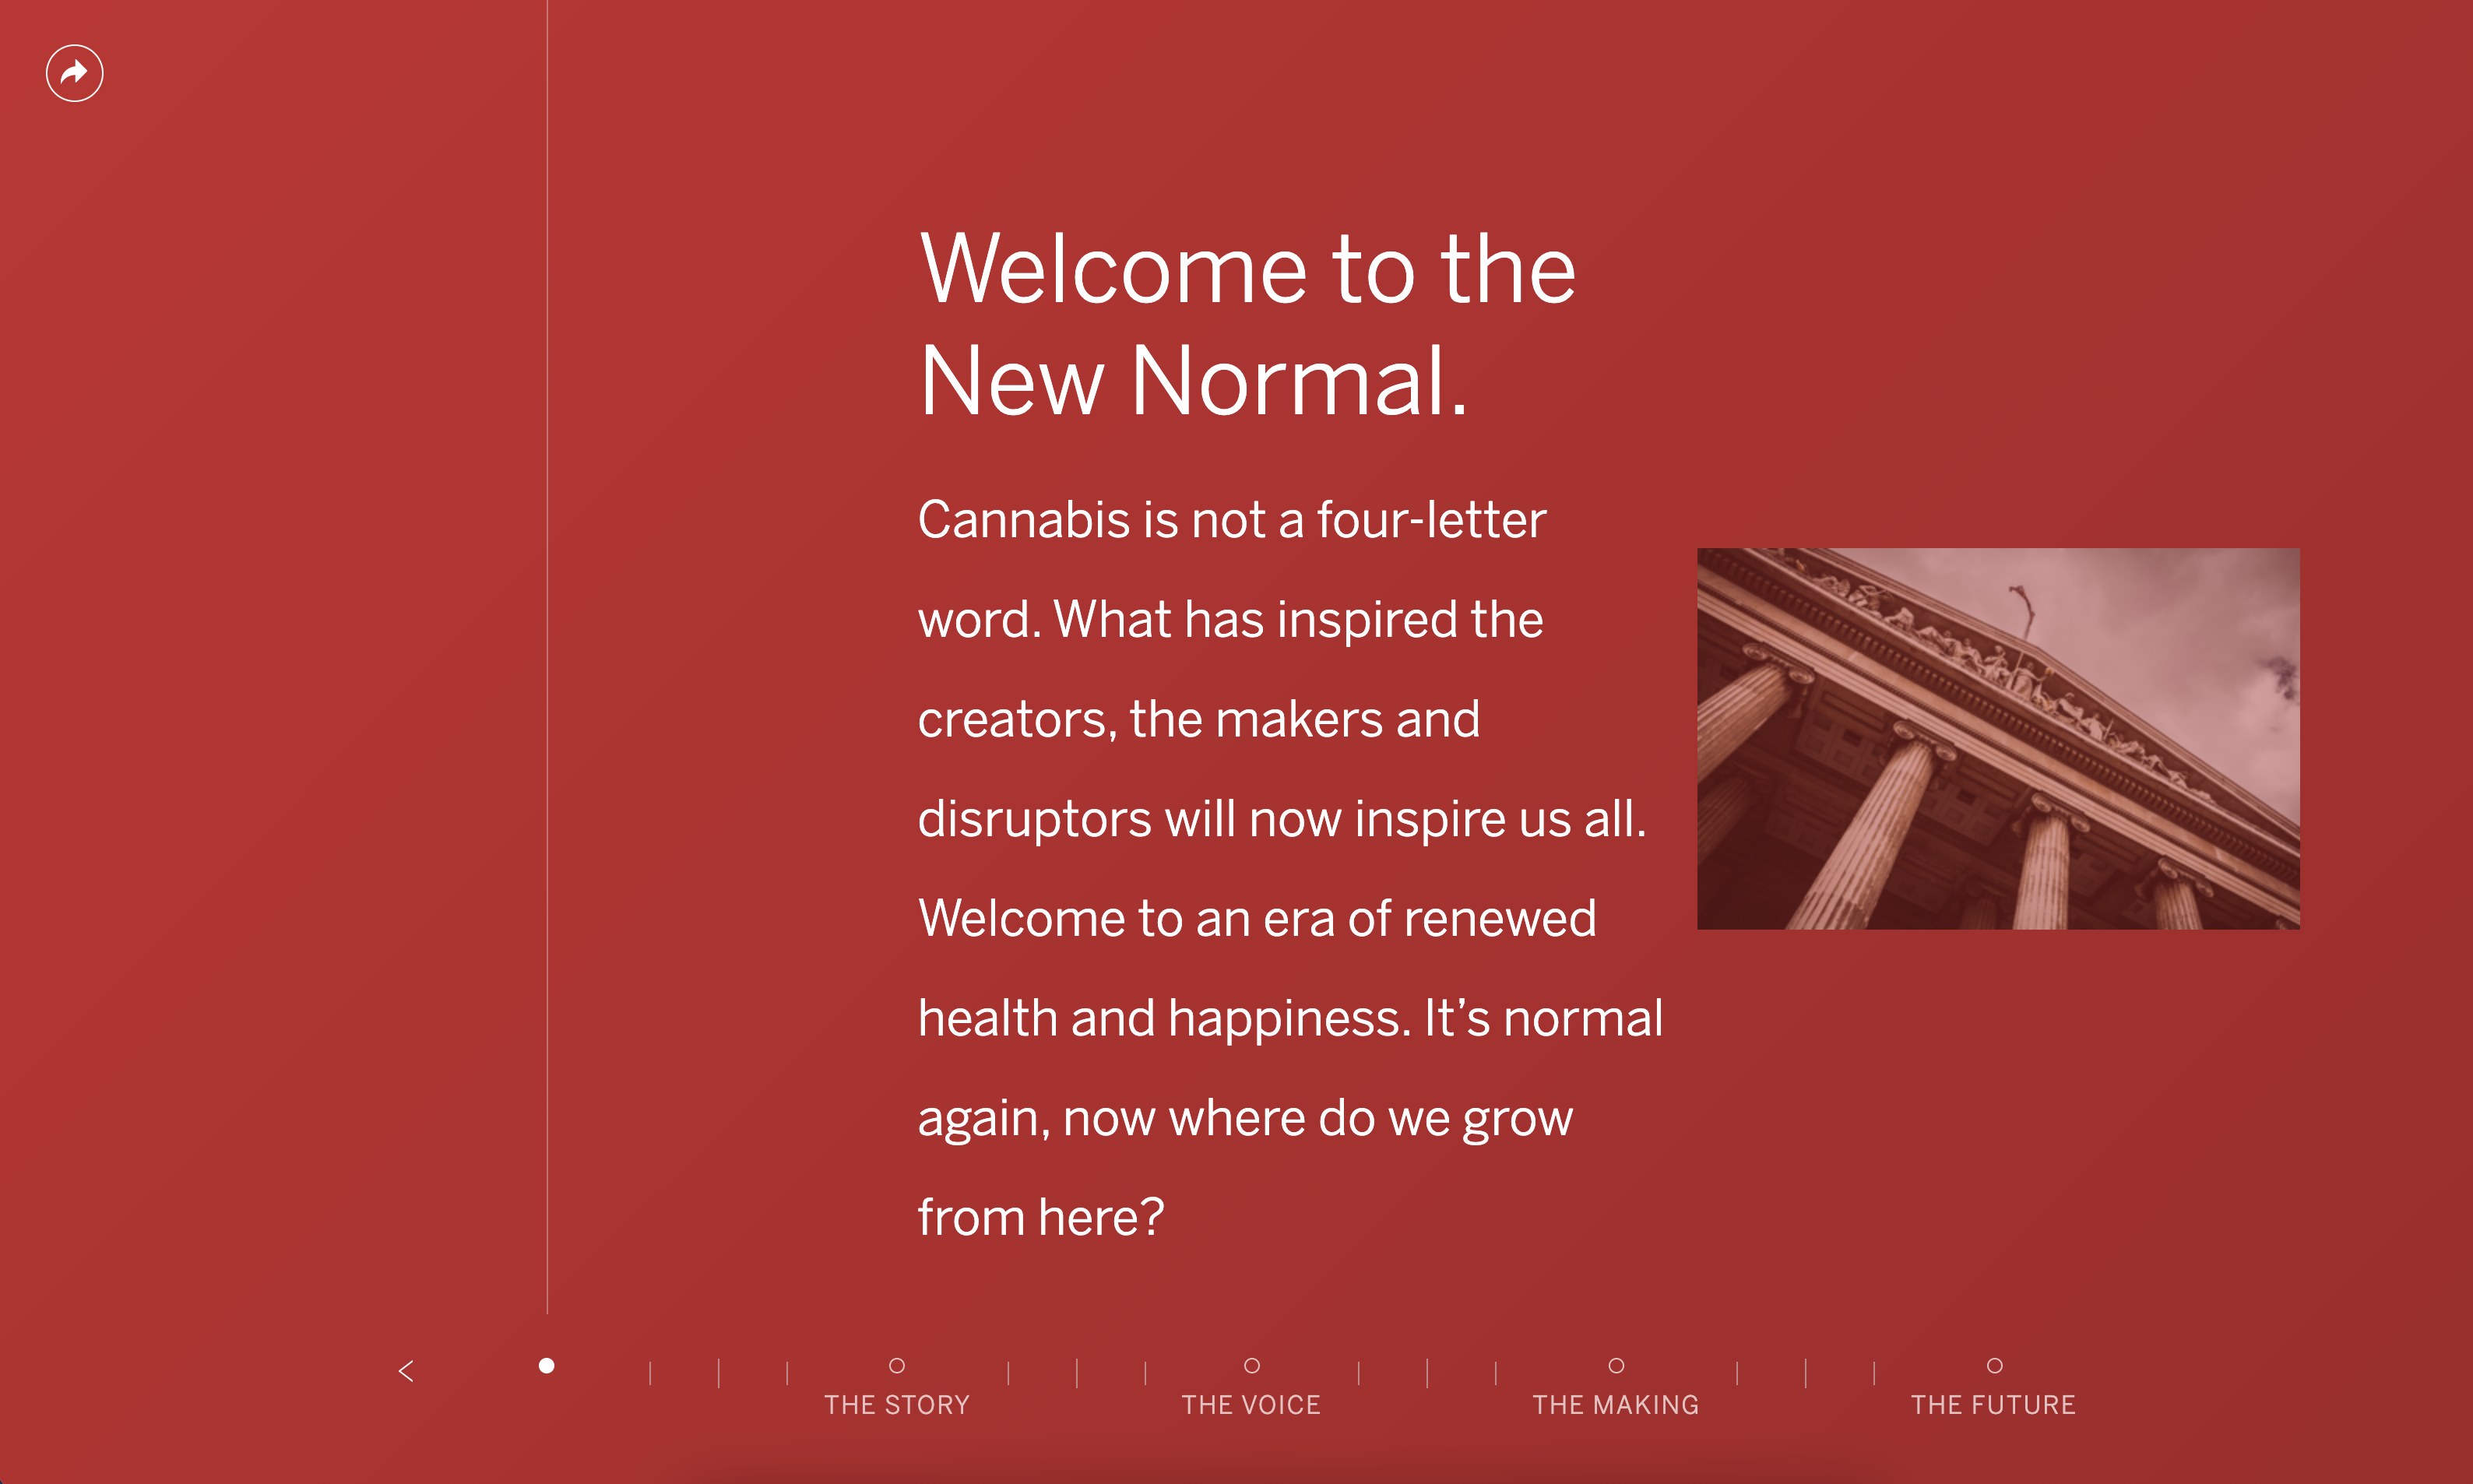 Welcome to the
New Normal.
Cannabis is not a four-letter
word. What has inspired the
creators, the makers and
disruptors will now inspire us all.
Welcome to an era of renewed
health and happiness. It’s normal
again, now where do we grow
from here?
THE STORY
THE VOICE
THE MAKING
THE FUTURE